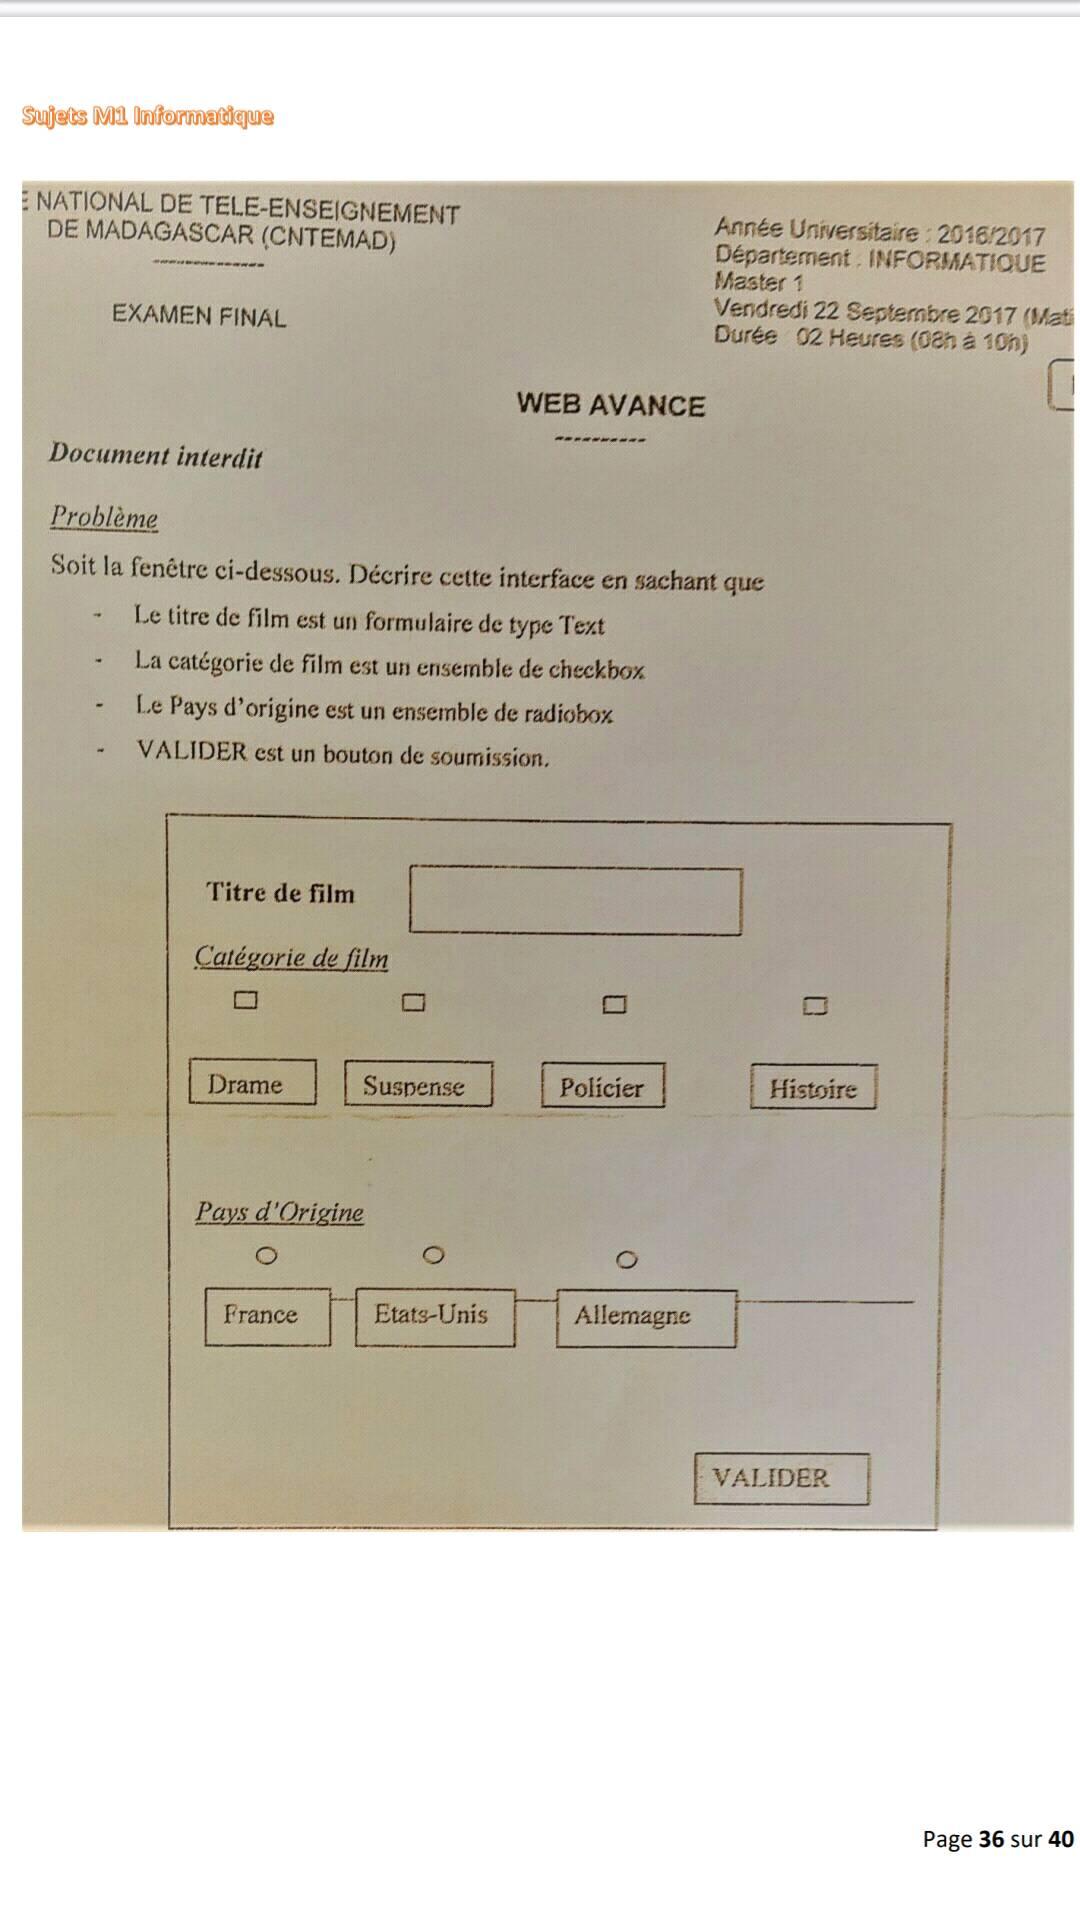 Sujets M1 Informatique
E NATIONAL DE TELE-ENSEIGNEMENT
DE MADAGASCAR (CNTEMAD)
---------------
EXAMEN FINAL
Année Universitaire : 2016/2017
Département : INFORMATIQUE
Master 1
Vendredi 22 Septembre 2017 (Mati
Durée : 02 Heures (08h à 10h)
WEB AVANCE
----------
Document interdit
Problème
Soit la fenêtre ci-dessous. Décrire cette interface en sachant que
- Le titre de film est un formulaire de type Text
- La catégorie de film est un ensemble de checkbox
- Le Pays d'origine est un ensemble de radiobox
- VALIDER est un bouton de soumission.
Titre de film
Catégorie de film
Drame Suspense Policier Histoire
Pays d'Origine
France Etats-Unis Allemagne
VALIDER
Page 36 sur 40